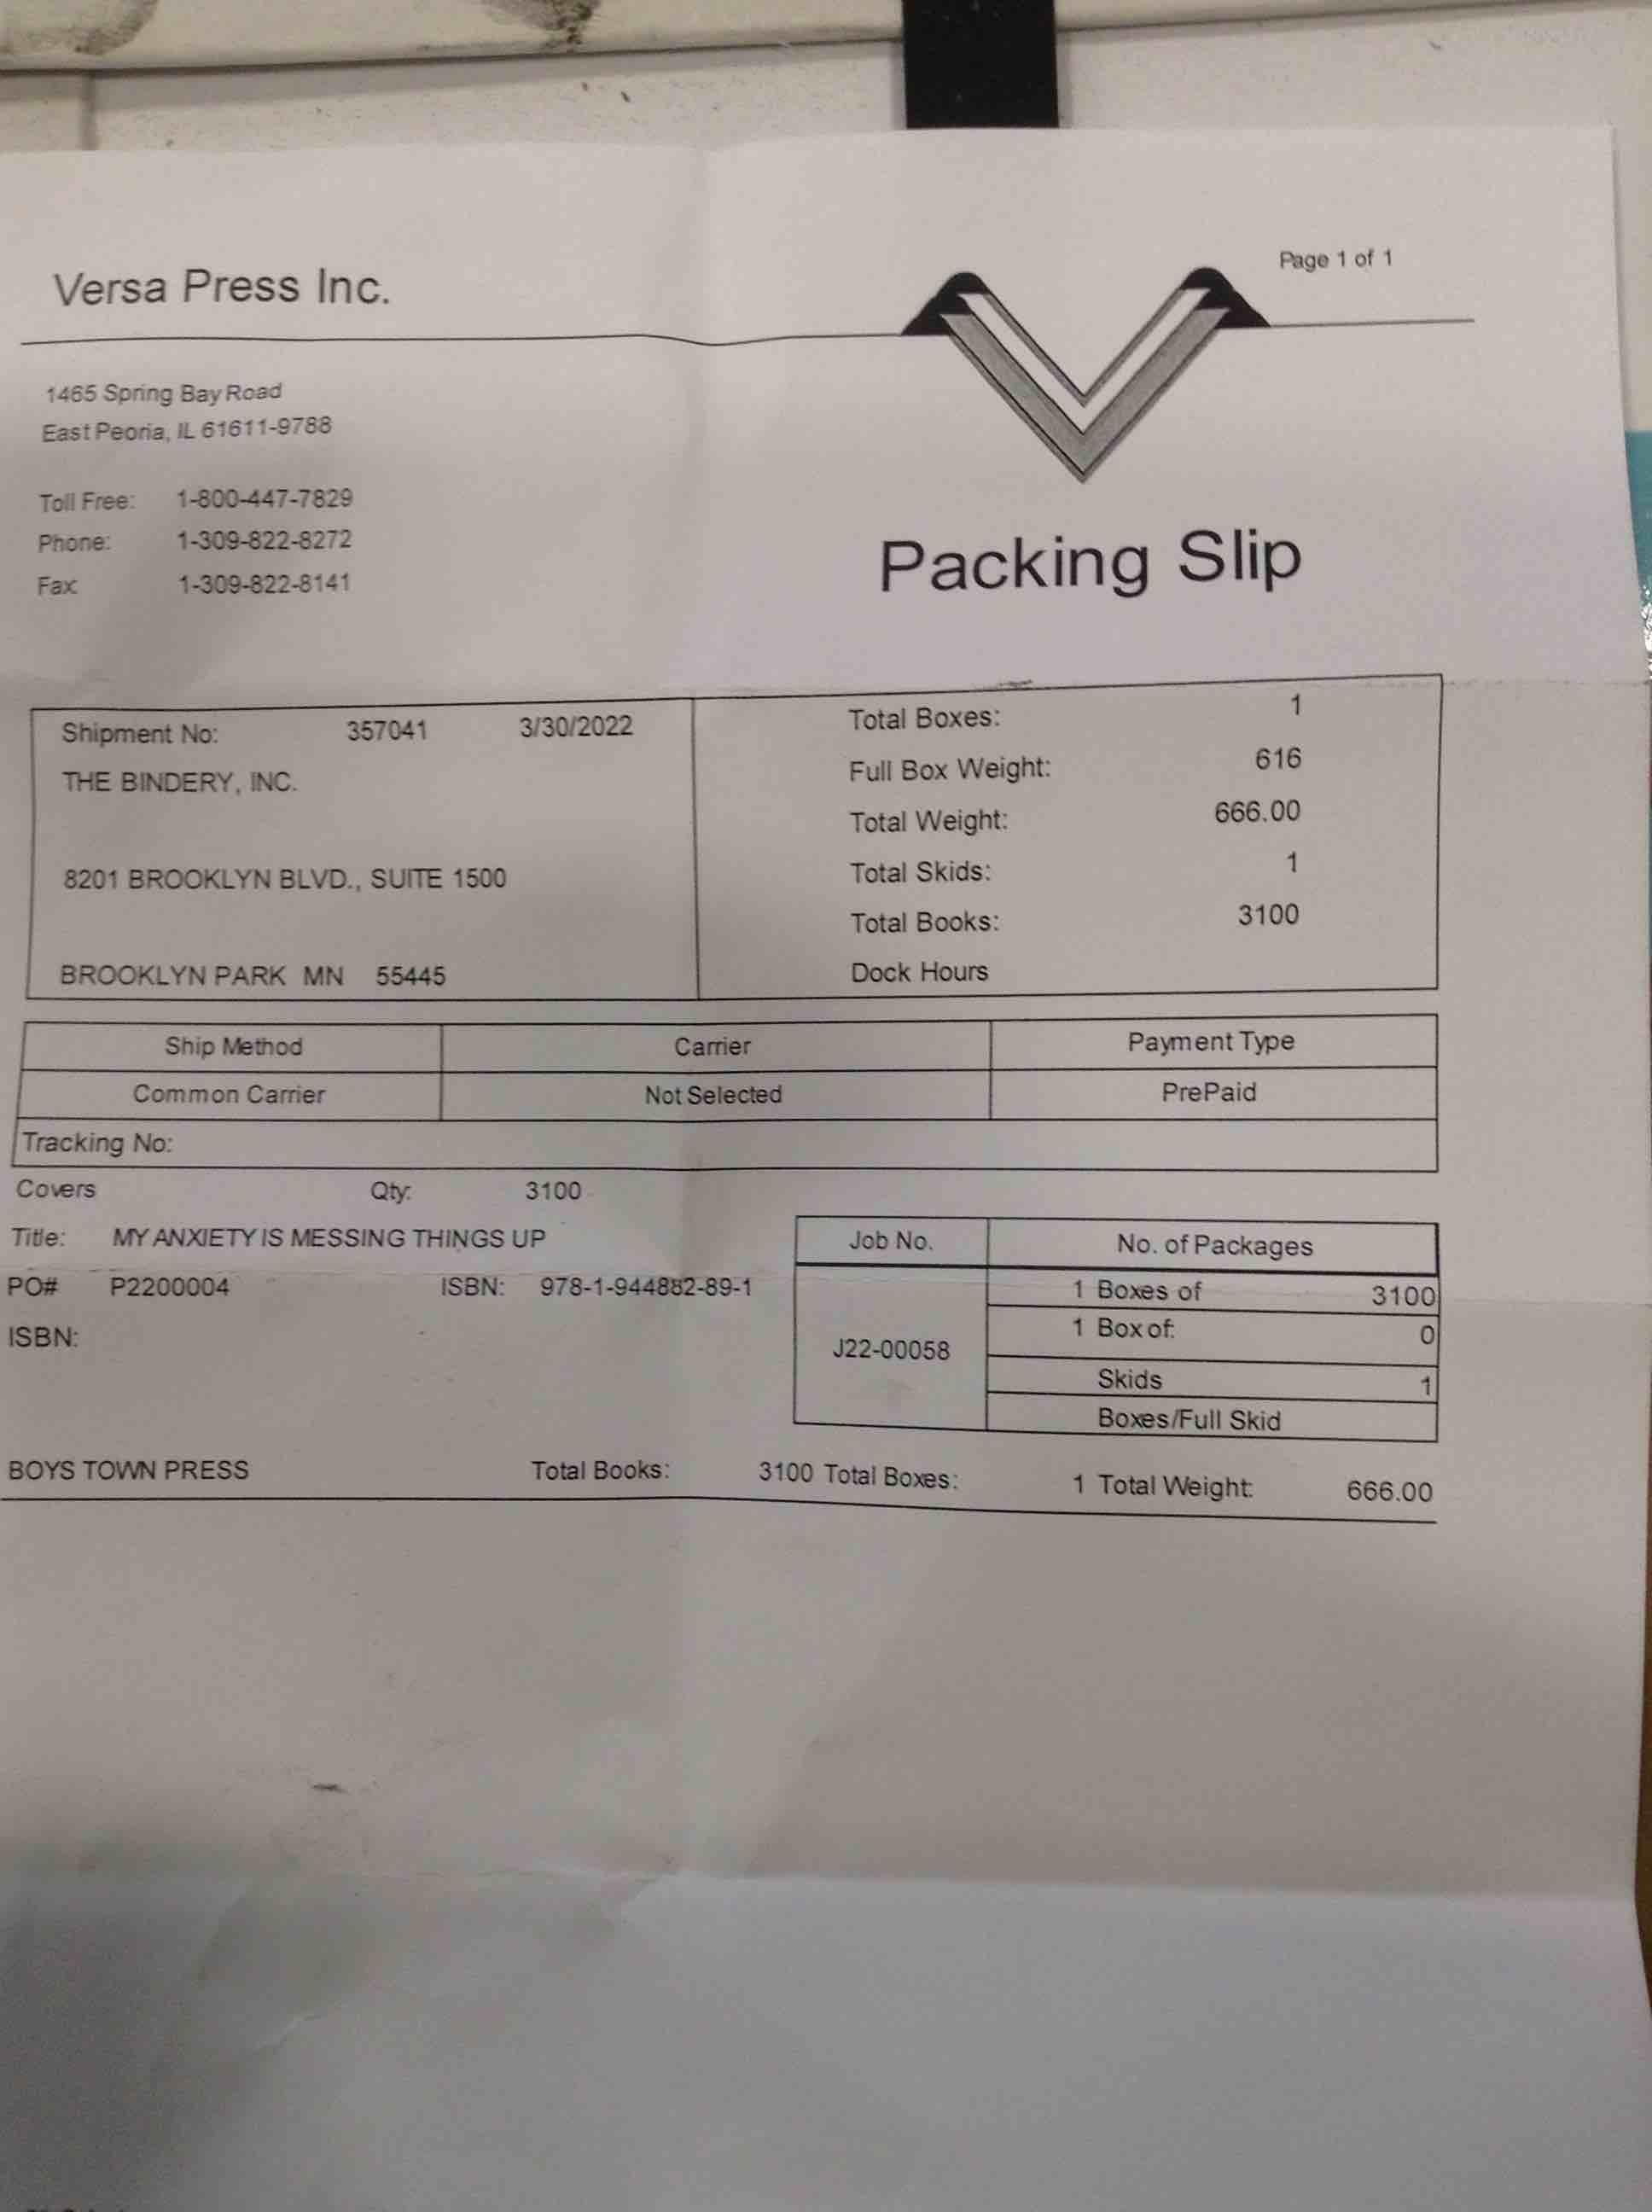 Page 1 of 1
Versa Press Inc.
1465 Spring Bay Road
East Peoria, IL 61611-9788
Toll Free: 1-800-447-7829
Phone: 1-309-822-8272
Fax: 1-309-822-8141
Packing Slip
Shipment No: 357041 3/30/2022
THE BINDERY, INC.
8201 BROOKLYN BLVD., SUITE 1500
BROOKLYN PARK MN 55445
Total Boxes: 1
Full Box Weight: 616
Total Weight: 666.00
Total Skids: 1
Total Books: 3100
Dock Hours
Ship Method Carrier Payment Type
Common Carrier Not Selected PrePaid
Tracking No:
Covers Qty: 3100
Title: MY ANXIETY IS MESSING THINGS UP
PO# P2200004 ISBN: 978-1-944882-89-1
ISBN:
Job No. No. of Packages
J22-00058
1 Boxes of 3100
1 Box of: 0
Skids 1
Boxes/Full Skid
BOYS TOWN PRESS Total Books: 3100 Total Boxes: 1 Total Weight: 666.00